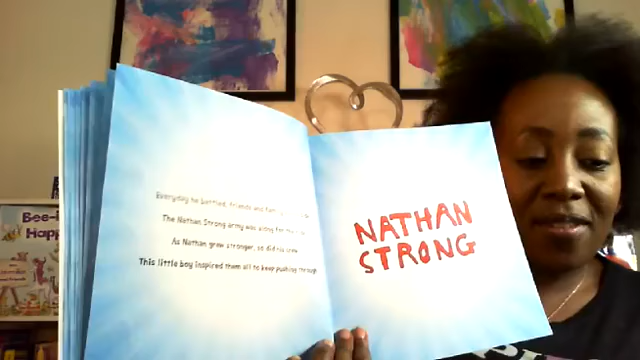 Everyday he battled, friends and family
The Nathan Strong army was along for the
As Nathan grew stronger, so did his crew
This little boy inspired them all to keep pushing through
NATHAN
STRONG
Bee-
Happ